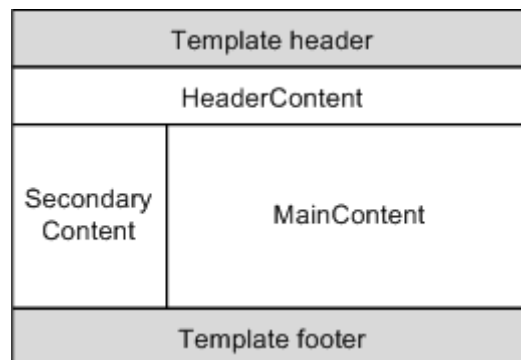 Template header
HeaderContent
Secondary
Content
MainContent
Template footer